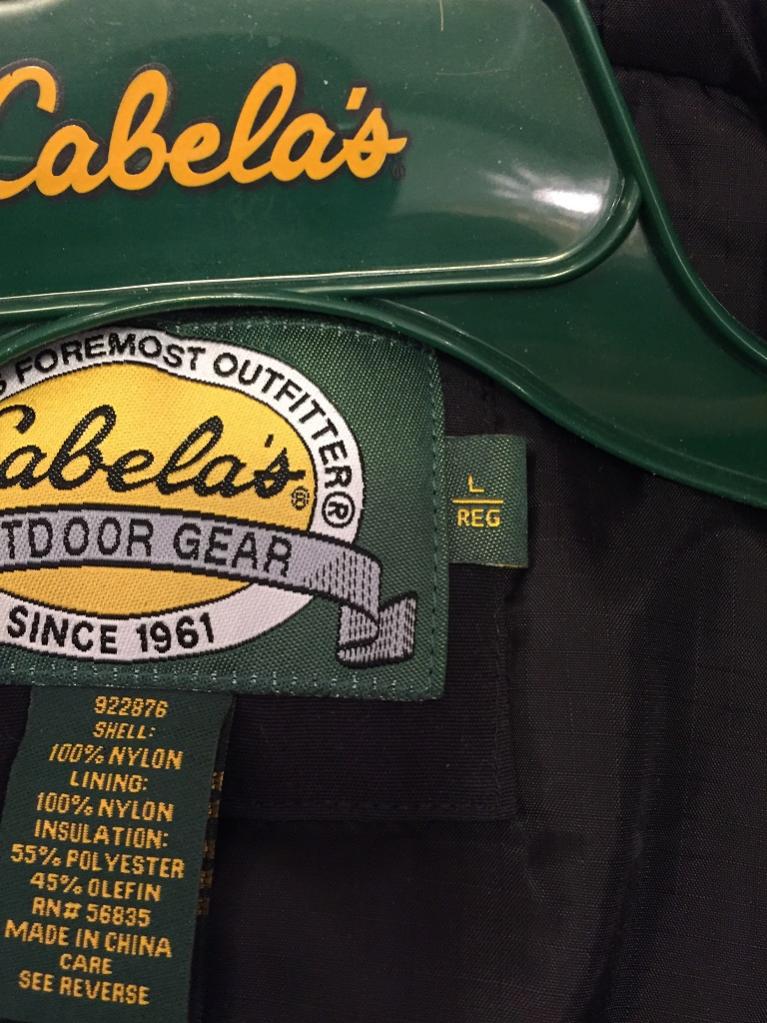 Cabela's
S FOREMOST OUTFITTER®
Cabela's®
TDOOR GEAR
SINCE 1961
L
REG
922876
SHELL:
100% NYLON
LINING:
100% NYLON
INSULATION:
55% POLYESTER
45% OLEFIN
RN# 56835
MADE IN CHINA
CARE
SEE REVERSE